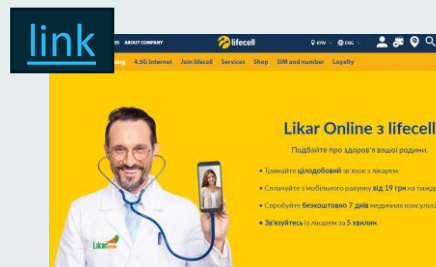 link
ABOUT COMPANY
lifecell
KYIV
ENG
4.5G Internet Join lifecell Services Shop SIM and number Loyalty
Likar Online з lifecell
Подбайте про здоров'я вашої родини.
• Тримайте цілодобовий зв'язок з лікарем.
• Сплачуйте з мобільного рахунку від 19 грн на тиждень
• Спробуйте безкоштовно 7 днів медичних
• Зв'язуйтесь із лікарем за 5 хвилин.
Likar